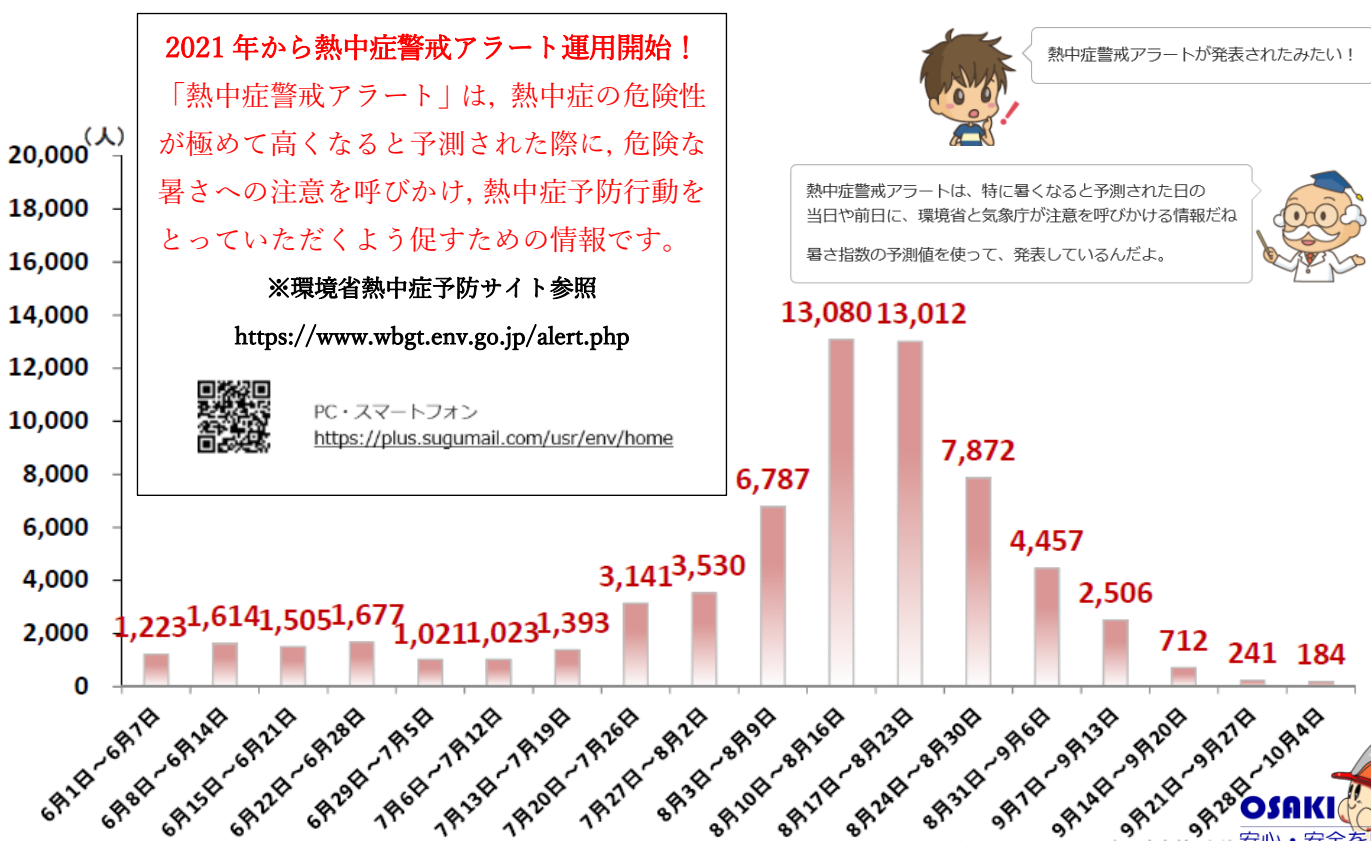 2021 年から熱中症警戒アラート運用開始！
「熱中症警戒アラート」は, 熱中症の危険性
が極めて高くなると予測された際に, 危険な
暑さへの注意を呼びかけ, 熱中症予防行動を
とっていただくよう促すための情報です。
※環境省熱中症予防サイト参照
https://www.wbgt.env.go.jp/alert.php
PC・スマートフォン
https://plus.sugumail.com/usr/env/home
熱中症警戒アラートが発表されたみたい！
熱中症警戒アラートは、特に暑くなると予測された日の
当日や前日に、環境省と気象庁が注意を呼びかける情報だね
暑さ指数の予測値を使って、発表しているんだよ。
（人）
20,000
18,000
16,000
14,000
12,000
10,000
8,000
6,000
4,000
2,000
0
1,223
1,614
1,505
1,677
1,021
1,023
1,393
3,141
3,530
6,787
13,080
13,012
7,872
4,457
2,506
712
241
184
6月1日～6月7日
6月8日～6月14日
6月15日～6月21日
6月22日～6月28日
6月29日～7月5日
7月6日～7月12日
7月13日～7月19日
7月20日～7月26日
7月27日～8月2日
8月3日～8月9日
8月10日～8月16日
8月17日～8月23日
8月24日～8月30日
8月31日～9月6日
9月7日～9月13日
9月14日～9月20日
9月21日～9月27日
9月28日～10月4日
OSAKI
安心・安全を